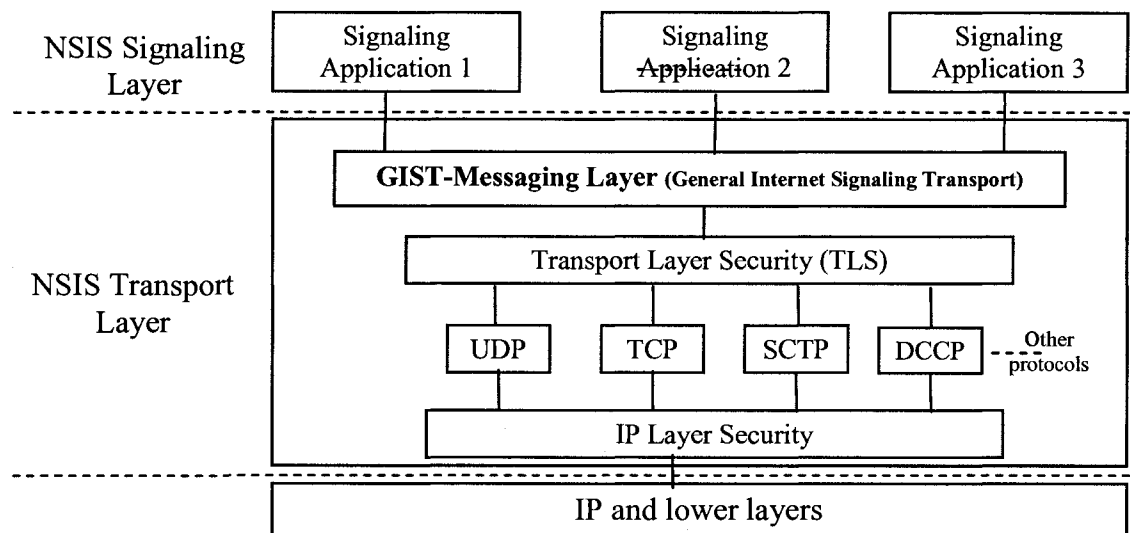 NSIS Signaling
Layer
Signaling
Application 1
Signaling
Application 2
Signaling
Application 3
GIST-Messaging Layer (General Internet Signaling Transport)
NSIS Transport
Layer
Transport Layer Security (TLS)
UDP
TCP
SCTP
DCCP
Other
protocols
IP Layer Security
IP and lower layers